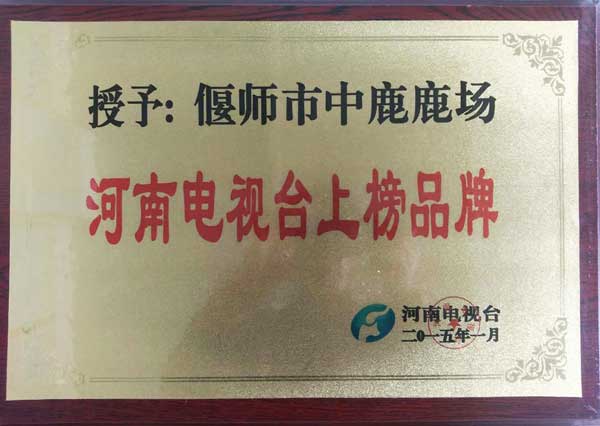 授予：偃师市中鹿鹿场
河南电视台上榜品牌
河南电视台
二〇一五年一月